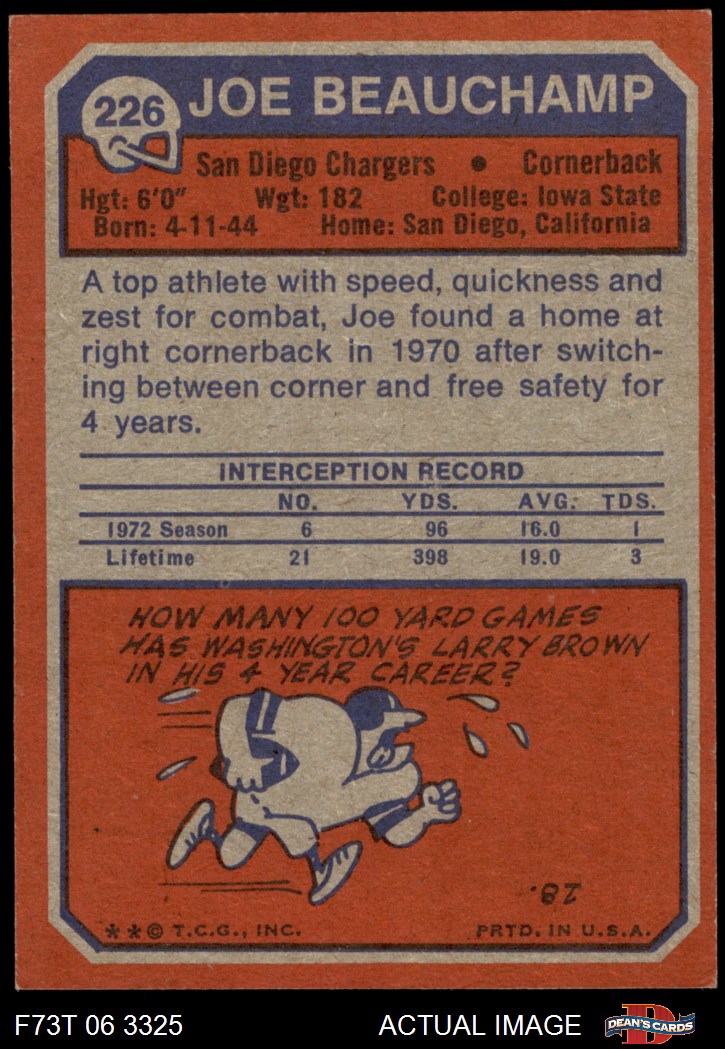 226 JOE BEAUCHAMP
San Diego Chargers • Cornerback
Hgt: 6'0" Wgt: 182 College: Iowa State
Born: 4-11-44 Home: San Diego, California
A top athlete with speed, quickness and
zest for combat, Joe found a home at
right cornerback in 1970 after switch-
ing between corner and free safety for
4 years.
INTERCEPTION RECORD
NO. YDS. AVG. TDS.
1972 Season 6 96 16.0 1
Lifetime 21 398 19.0 3
HOW MANY 100 YARD GAMES
HAS WASHINGTON'S LARRY BROWN
IN HIS 4 YEAR CAREER?
18.
**© T.C.G., INC. PRTD. IN U.S.A.
F73T 06 3325 ACTUAL IMAGE D DEAN'S CARDS